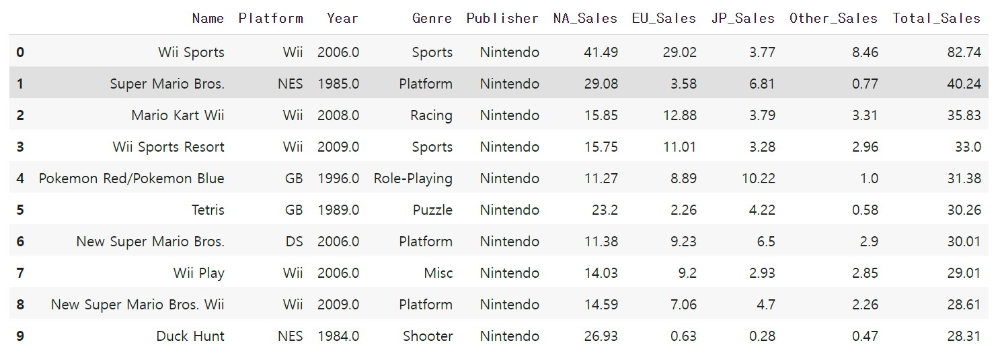 Name Platform Year Genre Publisher NA_Sales EU_Sales JP_Sales Other_Sales Total_Sales
0 Wii Sports Wii 2006.0 Sports Nintendo 41.49 29.02 3.77 8.46 82.74
1 Super Mario Bros. NES 1985.0 Platform Nintendo 29.08 3.58 6.81 0.77 40.24
2 Mario Kart Wii Wii 2008.0 Racing Nintendo 15.85 12.88 3.79 3.31 35.83
3 Wii Sports Resort Wii 2009.0 Sports Nintendo 15.75 11.01 3.28 2.96 33.0
4 Pokemon Red/Pokemon Blue GB 1996.0 Role-Playing Nintendo 11.27 8.89 10.22 1.0 31.38
5 Tetris GB 1989.0 Puzzle Nintendo 23.2 2.26 4.22 0.58 30.26
6 New Super Mario Bros. DS 2006.0 Platform Nintendo 11.38 9.23 6.5 2.9 30.01
7 Wii Play Wii 2006.0 Misc Nintendo 14.03 9.2 2.93 2.85 29.01
8 New Super Mario Bros. Wii Wii 2009.0 Platform Nintendo 14.59 7.06 4.7 2.26 28.61
9 Duck Hunt NES 1984.0 Shooter Nintendo 26.93 0.63 0.28 0.47 28.31